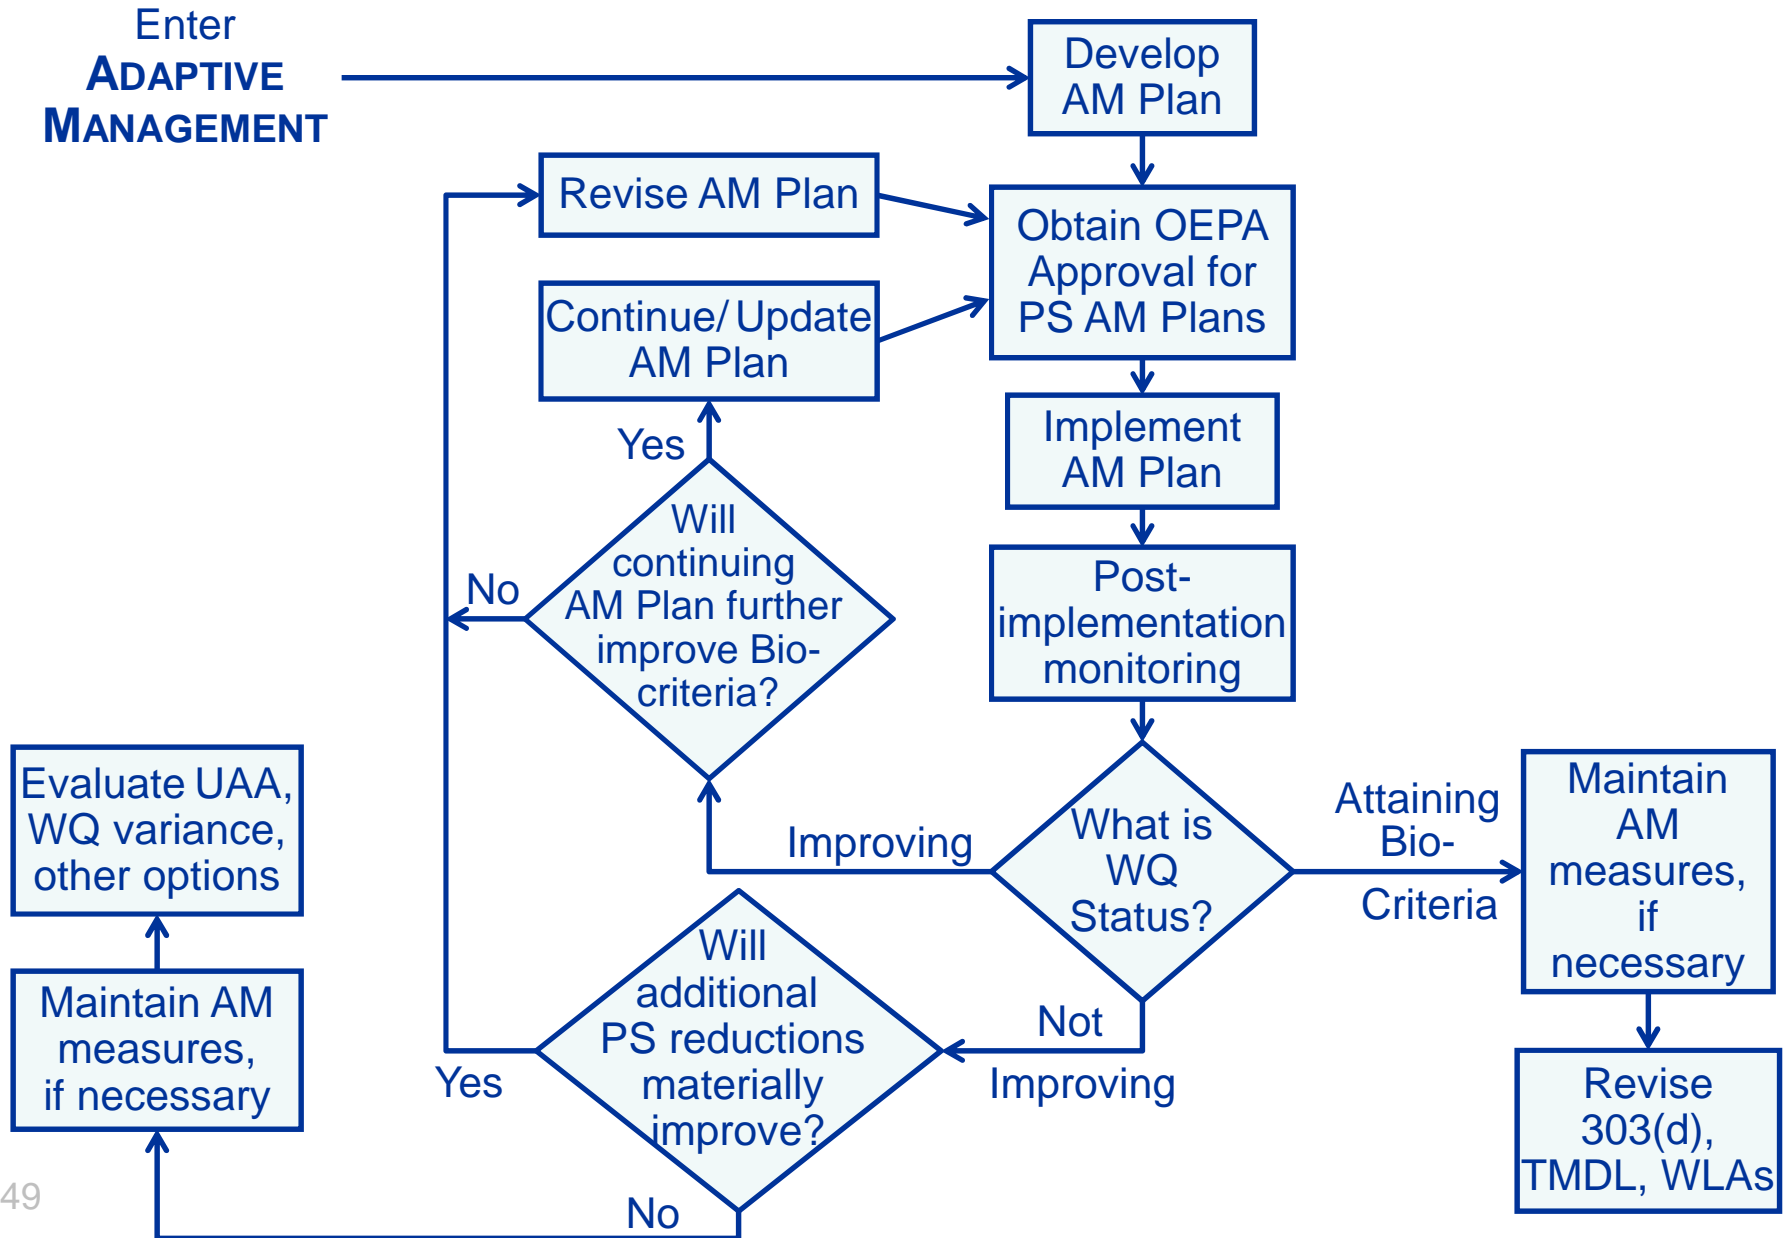 Enter
ADAPTIVE
MANAGEMENT
Develop
AM Plan
Revise AM Plan
Obtain OEPA
Approval for
PS AM Plans
Continue/ Update
AM Plan
Implement
AM Plan
Yes
Will
continuing
AM Plan further
improve Bio-
criteria?
No
Post-
implementation
monitoring
Evaluate UAA,
WQ variance,
other options
Improving
What is
WQ
Status?
Attaining
Bio-
Criteria
Maintain
AM
measures,
if
necessary
Maintain AM
measures,
if necessary
Yes
Will
additional
PS reductions
materially
improve?
Not
Improving
Revise
303(d),
TMDL, WLAs
No
49